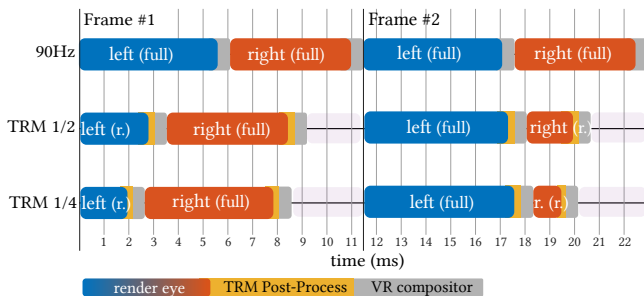 Frame #1 Frame #2
90Hz left (full) right (full) left (full) right (full)
TRM 1/2 left (r.) right (full) left (full) right (r.)
TRM 1/4 left (r.) right (full) left (full) r. (r.)
1 2 3 4 5 6 7 8 9 10 11 12 13 14 15 16 17 18 19 20 21 22
time (ms)
render eye TRM Post-Process VR compositor